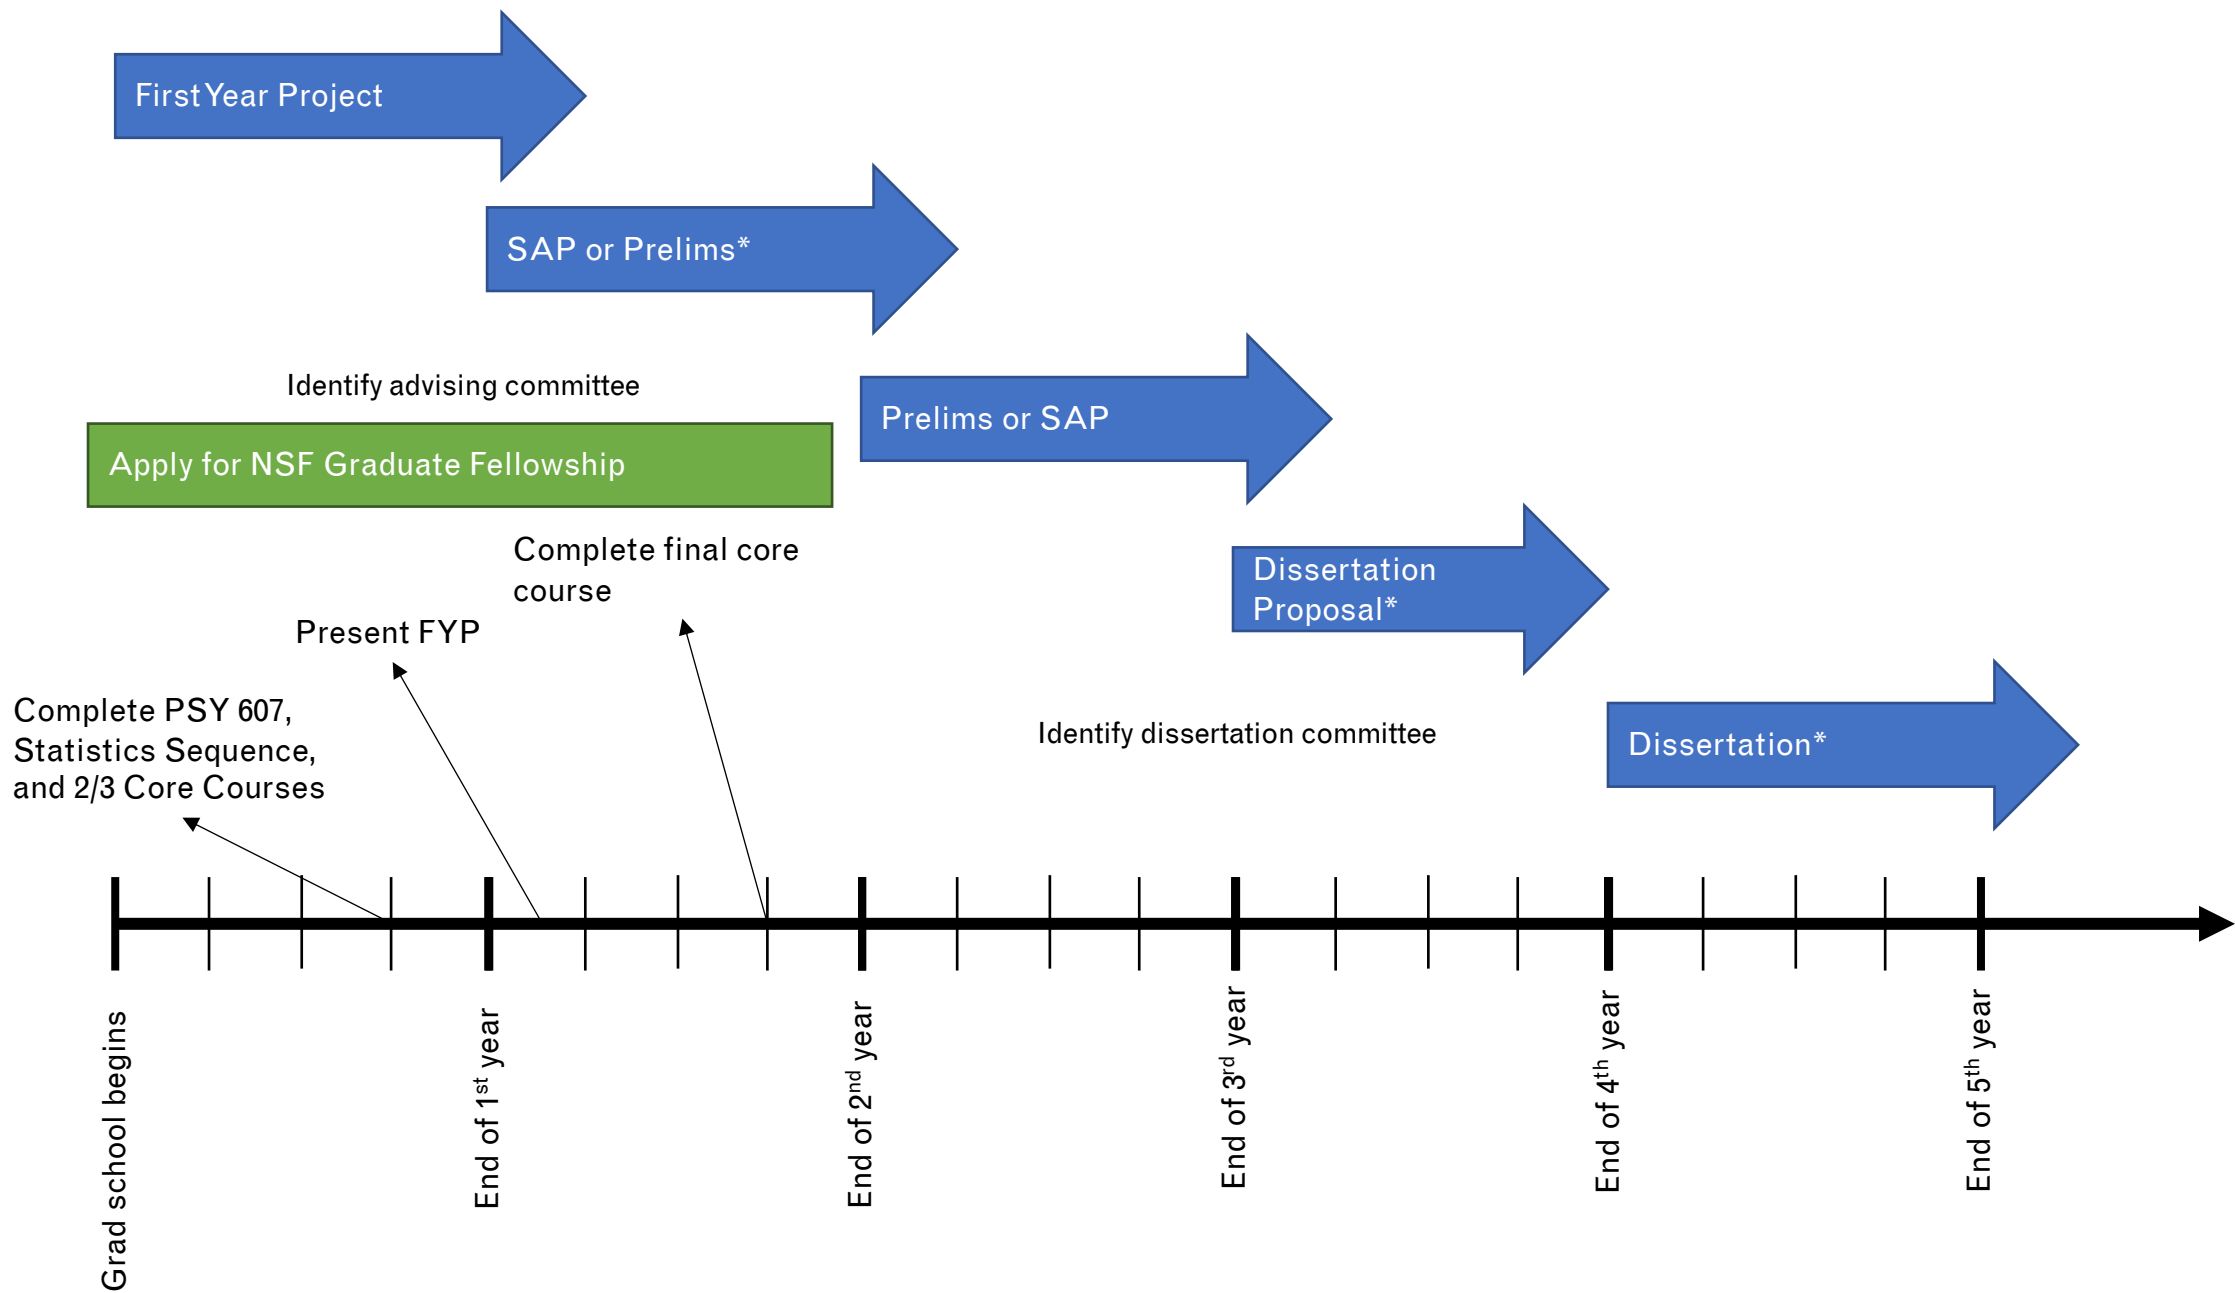 First Year Project
SAP or Prelims*
Identify advising committee
Prelims or SAP
Apply for NSF Graduate Fellowship
Complete final core
course
Dissertation
Proposal*
Present FYP
Complete PSY 607,
Statistics Sequence,
and 2/3 Core Courses
Identify dissertation committee
Dissertation*
Grad school begins
End of 1st year
End of 2nd year
End of 3rd year
End of 4th year
End of 5th year